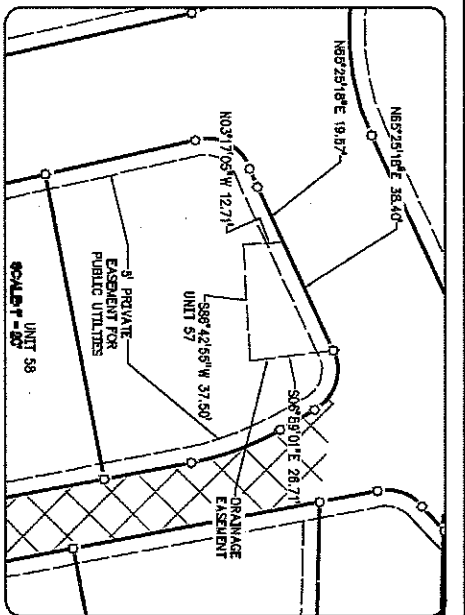 N65°25'18"E 38.40'
N65°25'18"E 19.57'
N03°17'05"W 12.71'
S86°42'55"W 37.50'
UNIT 57
S06°59'01"E 26.71'
DRAINAGE
EASEMENT
5' PRIVATE
EASEMENT FOR
PUBLIC UTILITIES
UNIT 58
SCALE:1" = 20'